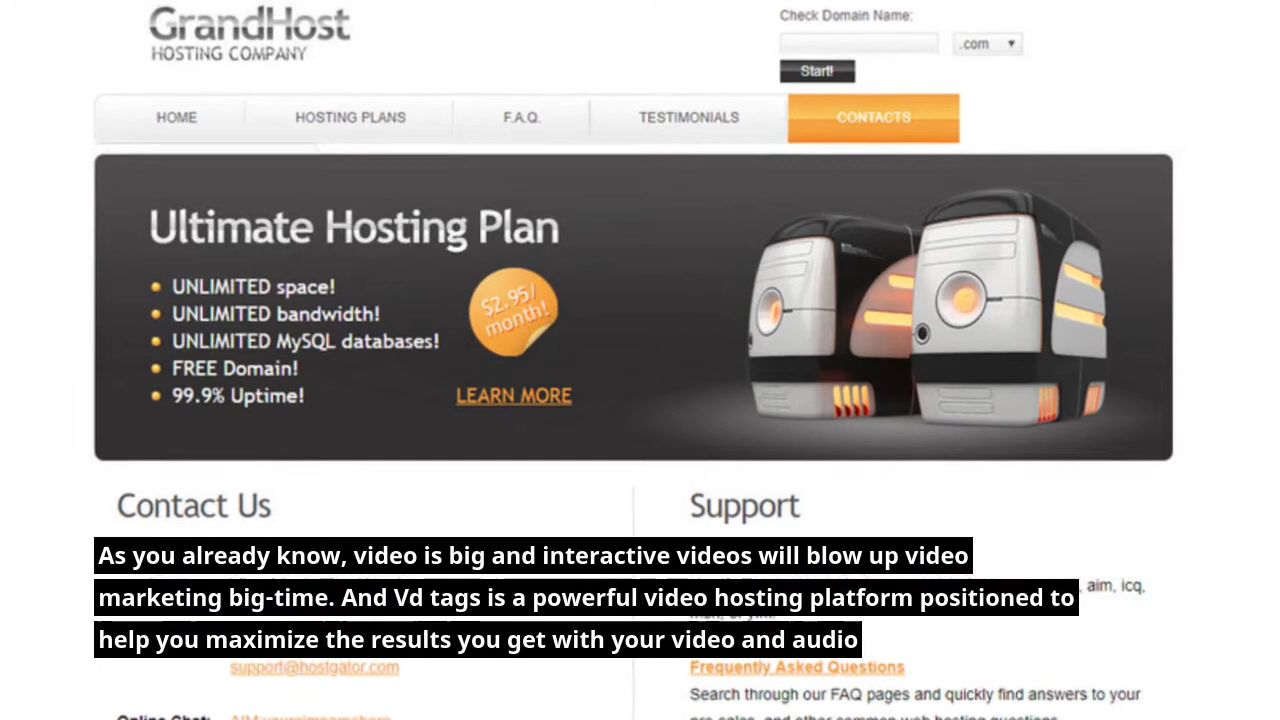 GrandHost
HOSTING COMPANY
Check Domain Name:
.com
Start!
HOME
HOSTING PLANS
F.A.Q.
TESTIMONIALS
CONTACTS
Ultimate Hosting Plan
UNLIMITED space!
UNLIMITED bandwidth!
UNLIMITED MySQL databases!
FREE Domain!
99.9% Uptime!
$2.95/
month!
LEARN MORE
Contact Us
Support
As you already know, video is big and interactive videos will blow up video
marketing big-time. And Vd tags is a powerful video hosting platform positioned to
help you maximize the results you get with your video and audio
, aim, icq,
support@hostgator.com
Frequently Asked Questions
Search through our FAQ pages and quickly find answers to your
Online Chat: